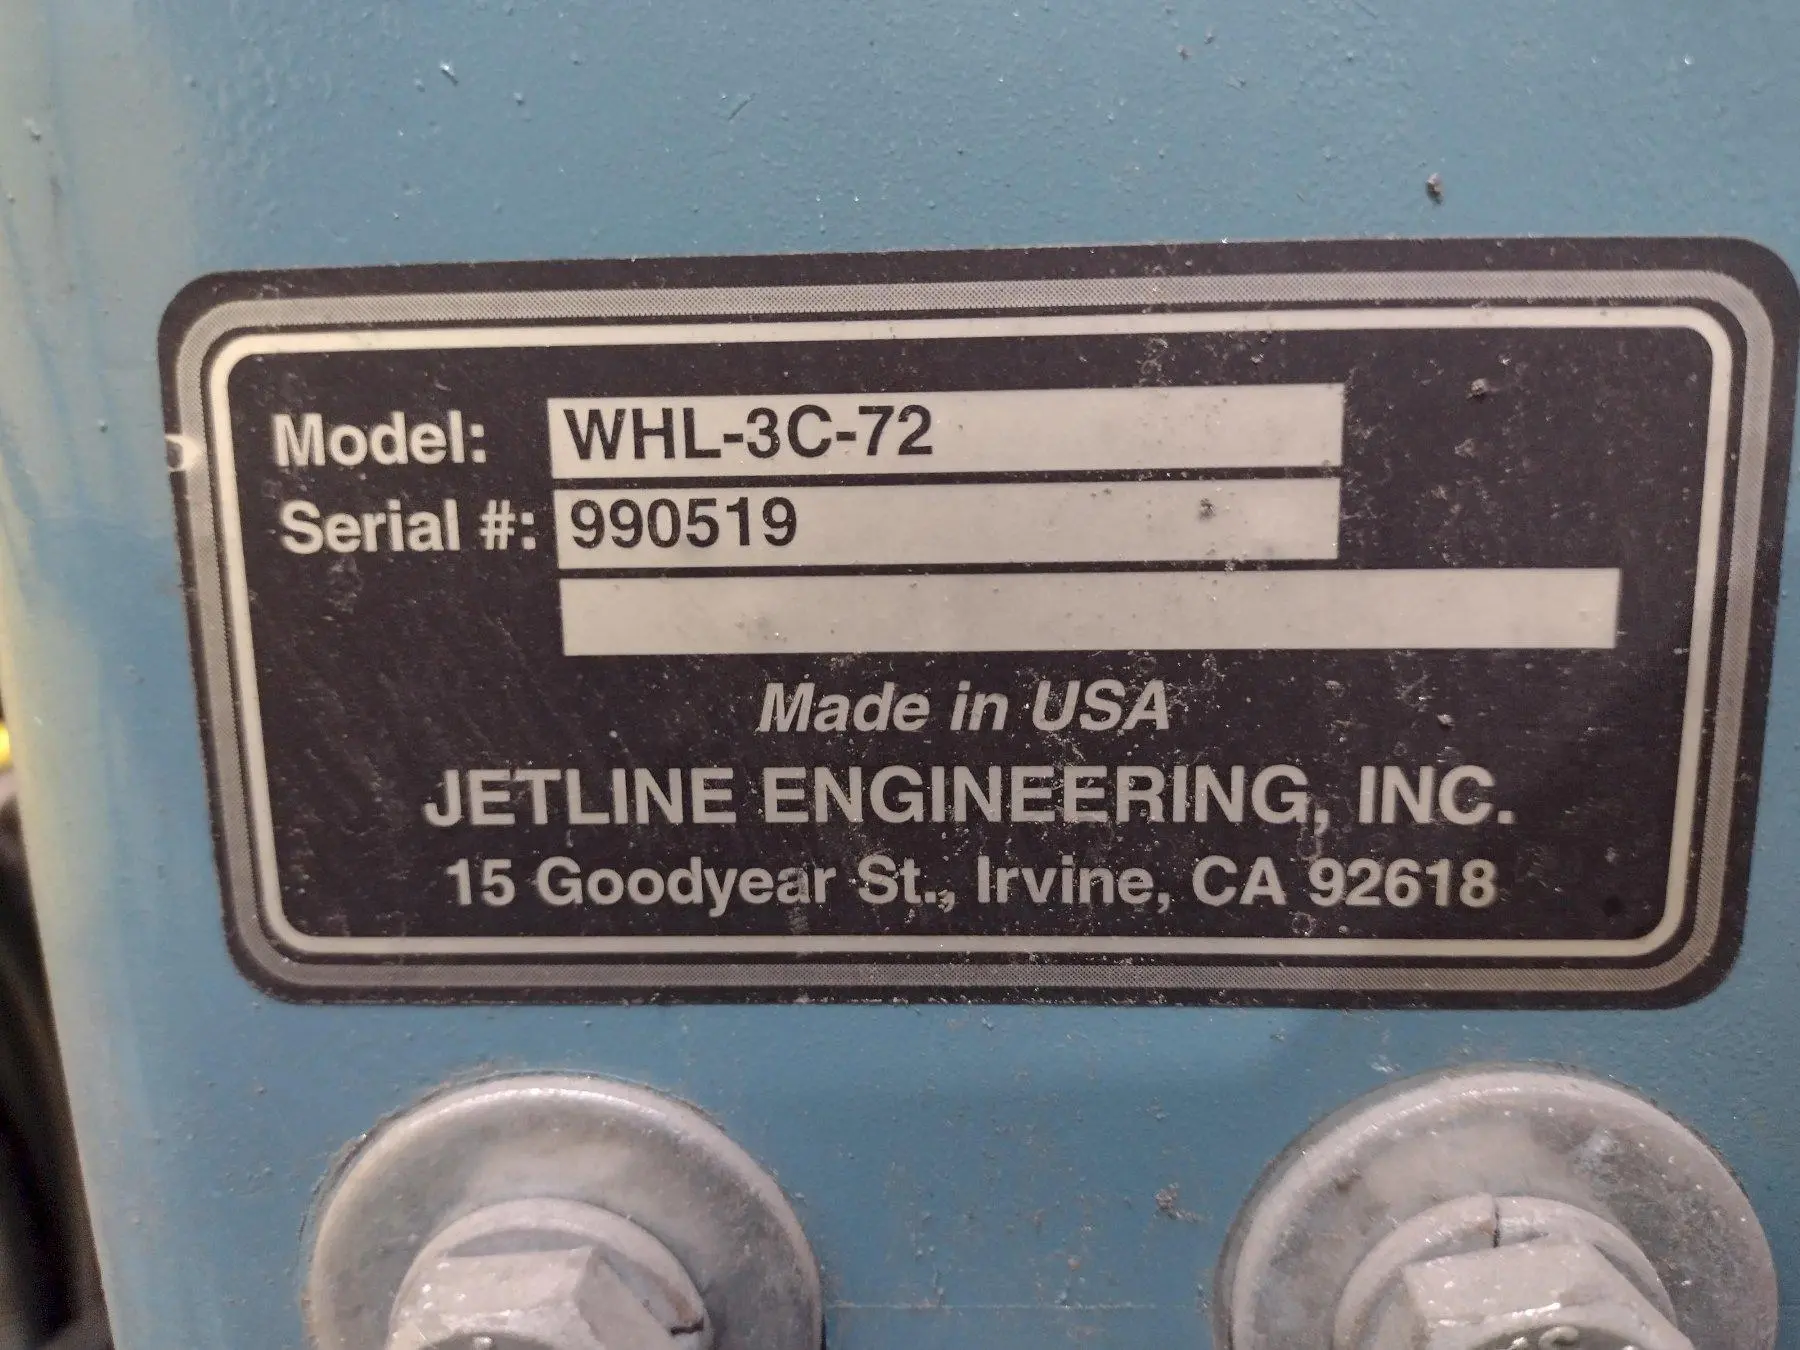 Model: WHL-3C-72
Serial #: 990519
Made in USA
JETLINE ENGINEERING, INC.
15 Goodyear St., Irvine, CA 92618